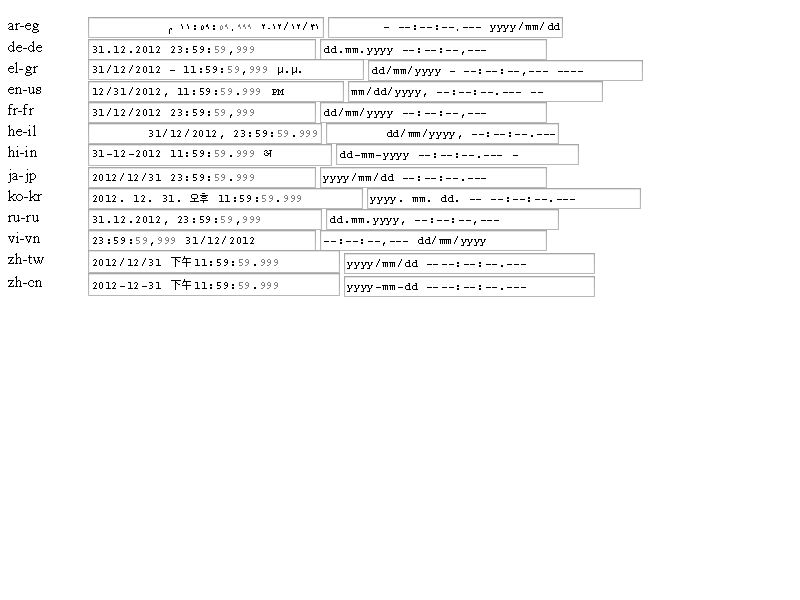 ar-eg ٣١/١٢/٢٠١٢ ١١:٥٩:٥٩,٩٩٩ م yyyy/mm/dd --:--:--.--- -
de-de 31.12.2012 23:59:59,999 dd.mm.yyyy --:--:--,---
el-gr 31/12/2012 - 11:59:59,999 μ.μ. dd/mm/yyyy - --:--:--,--- ----
en-us 12/31/2012, 11:59:59.999 PM mm/dd/yyyy, --:--:--.--- --
fr-fr 31/12/2012 23:59:59,999 dd/mm/yyyy --:--:--,---
he-il 31/12/2012, 23:59:59.999 dd/mm/yyyy, --:--:--.---
hi-in 31-12-2012 11:59:59.999 अ dd-mm-yyyy --:--:--.--- -
ja-jp 2012/12/31 23:59:59.999 yyyy/mm/dd --:--:--.---
ko-kr 2012. 12. 31. 오후 11:59:59.999 yyyy. mm. dd. -- --:--:--.---
ru-ru 31.12.2012, 23:59:59,999 dd.mm.yyyy, --:--:--,---
vi-vn 23:59:59,999 31/12/2012 --:--:--,--- dd/mm/yyyy
zh-tw 2012/12/31 下午11:59:59.999 yyyy/mm/dd ----:--:--.---
zh-cn 2012-12-31 下午11:59:59.999 yyyy-mm-dd ----:--:--.---